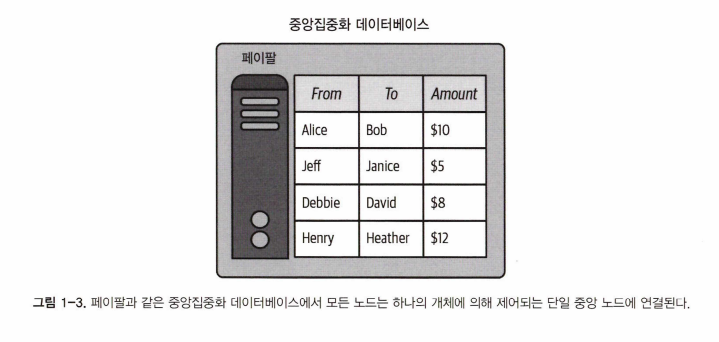 중앙집중화 데이터베이스
페이팔
From To Amount
Alice Bob $10
Jeff Janice $5
Debbie David $8
Henry Heather $12
그림 1-3. 페이팔과 같은 중앙집중화 데이터베이스에서 모든 노드는 하나의 개체에 의해 제어되는 단일 중앙 노드에 연결된다.